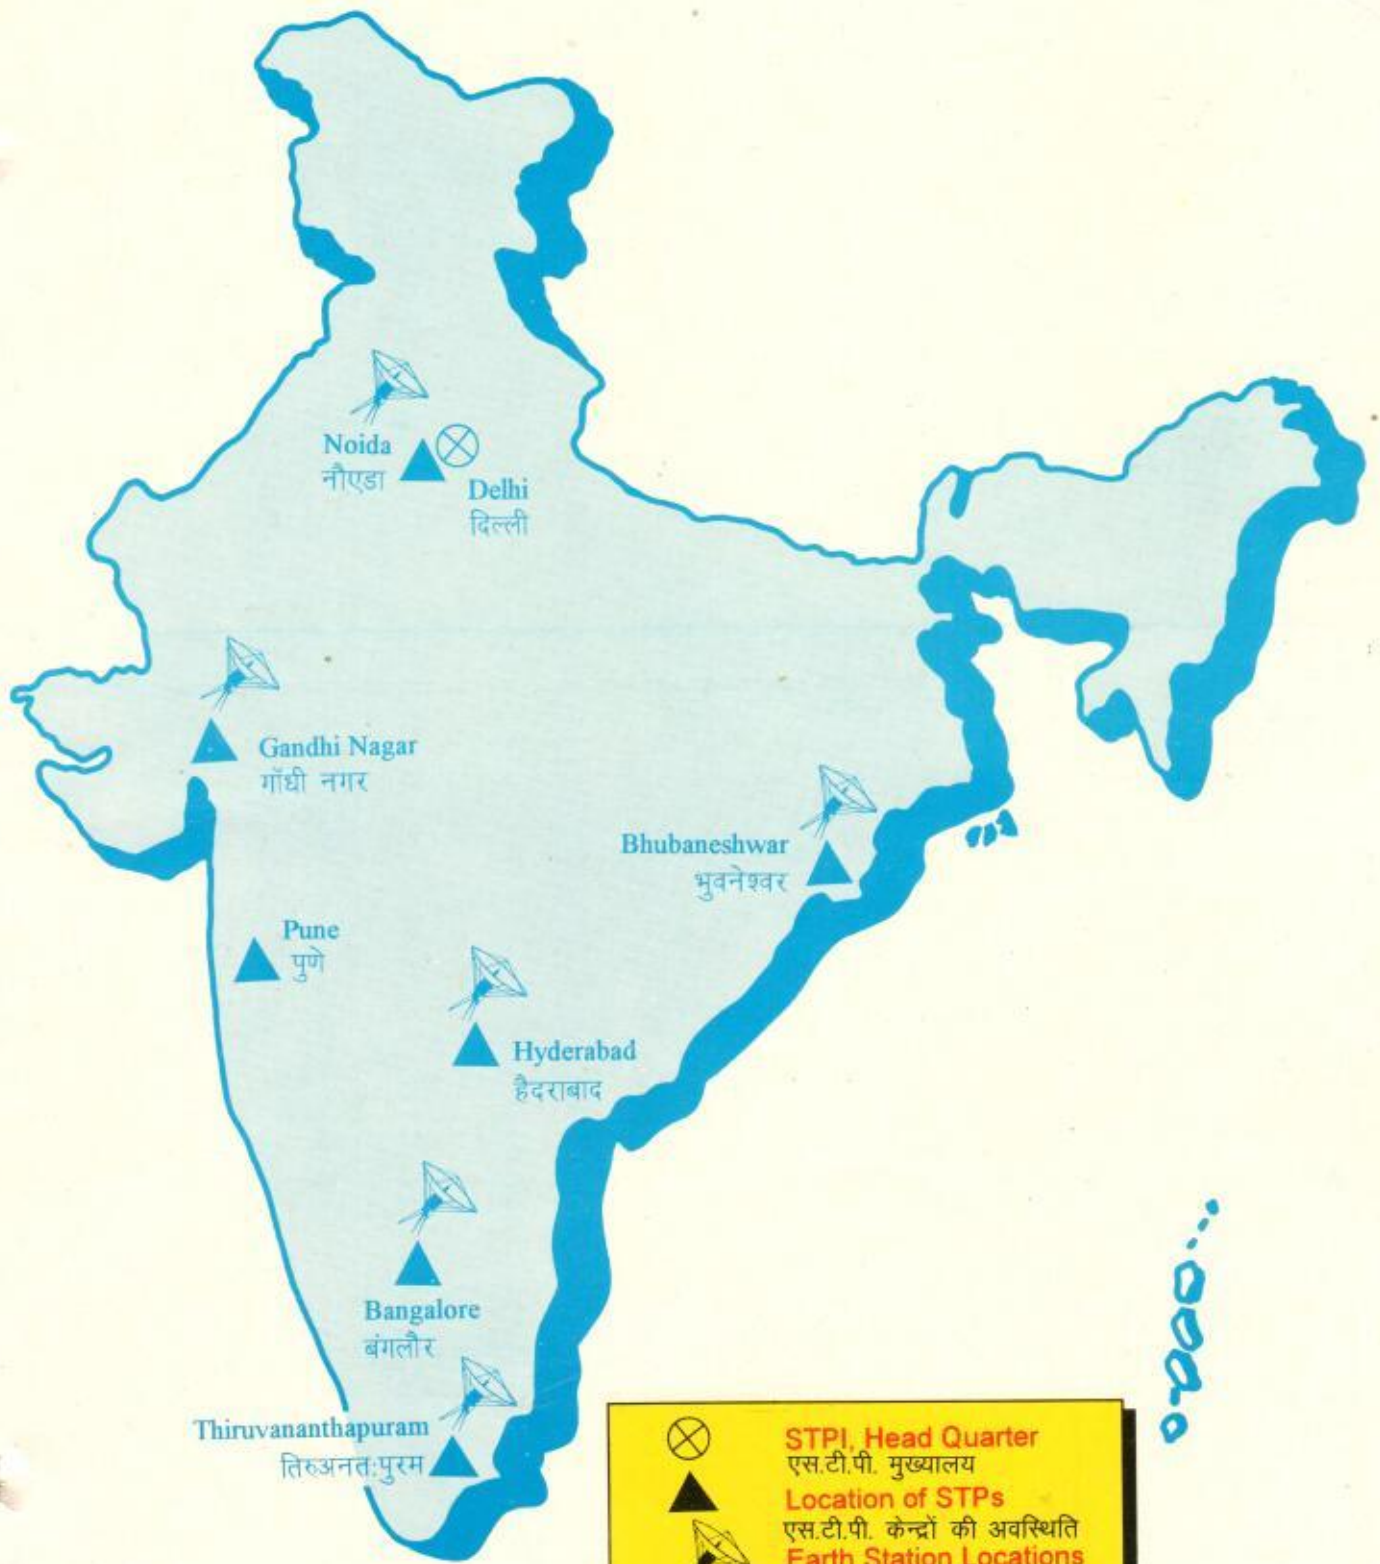 Noida
नौएडा
Delhi
दिल्ली
Gandhi Nagar
गाँधी नगर
Bhubaneshwar
भुवनेश्वर
Pune
पुणे
Hyderabad
हैदराबाद
Bangalore
बंगलौर
Thiruvananthapuram
तिरुअनत:पुरम
STPI, Head Quarter
एस.टी.पी. मुख्यालय
Location of STPs
एस.टी.पी. केन्द्रों की अवस्थिति
Earth Station Locations